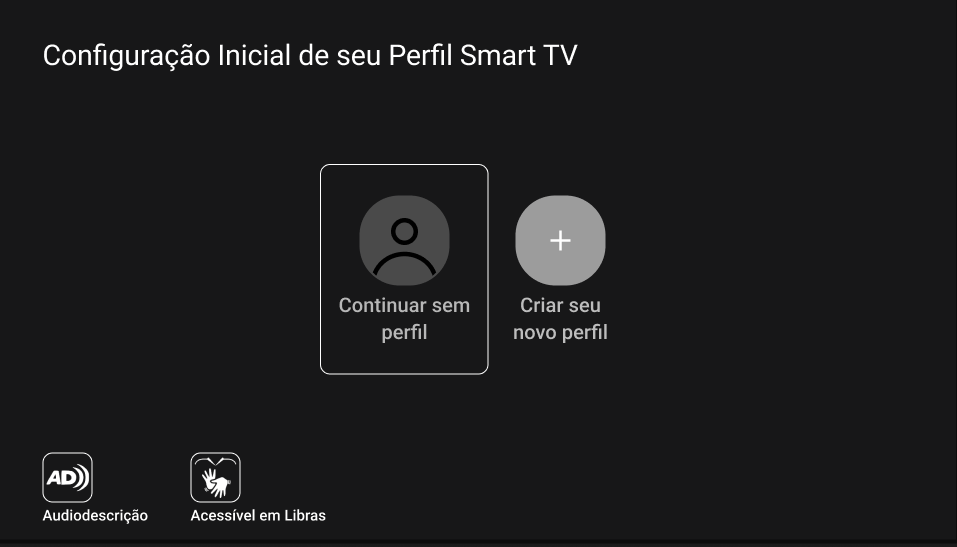 Configuração Inicial de seu Perfil Smart TV
Continuar sem
perfil
Criar seu
novo perfil
AD
Audiodescrição
Acessível em Libras